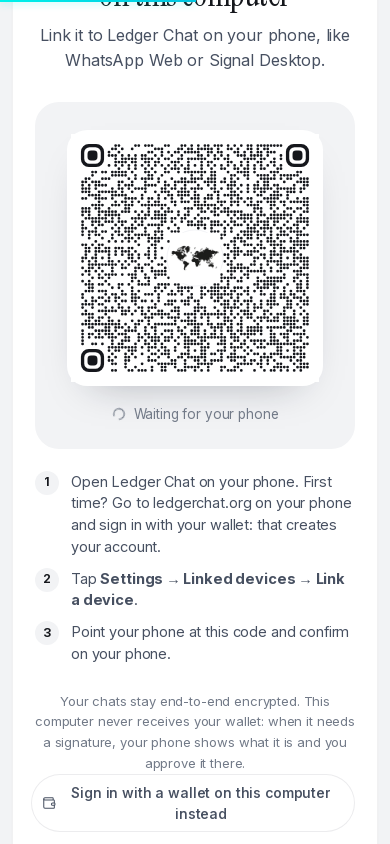 on this computer
Link it to Ledger Chat on your phone, like
WhatsApp Web or Signal Desktop.
Waiting for your phone
1 Open Ledger Chat on your phone. First
time? Go to ledgerchat.org on your phone
and sign in with your wallet: that creates
your account.
2 Tap Settings → Linked devices → Link
a device.
3 Point your phone at this code and confirm
on your phone.
Your chats stay end-to-end encrypted. This
computer never receives your wallet: when it needs
a signature, your phone shows what it is and you
approve it there.
Sign in with a wallet on this computer
instead